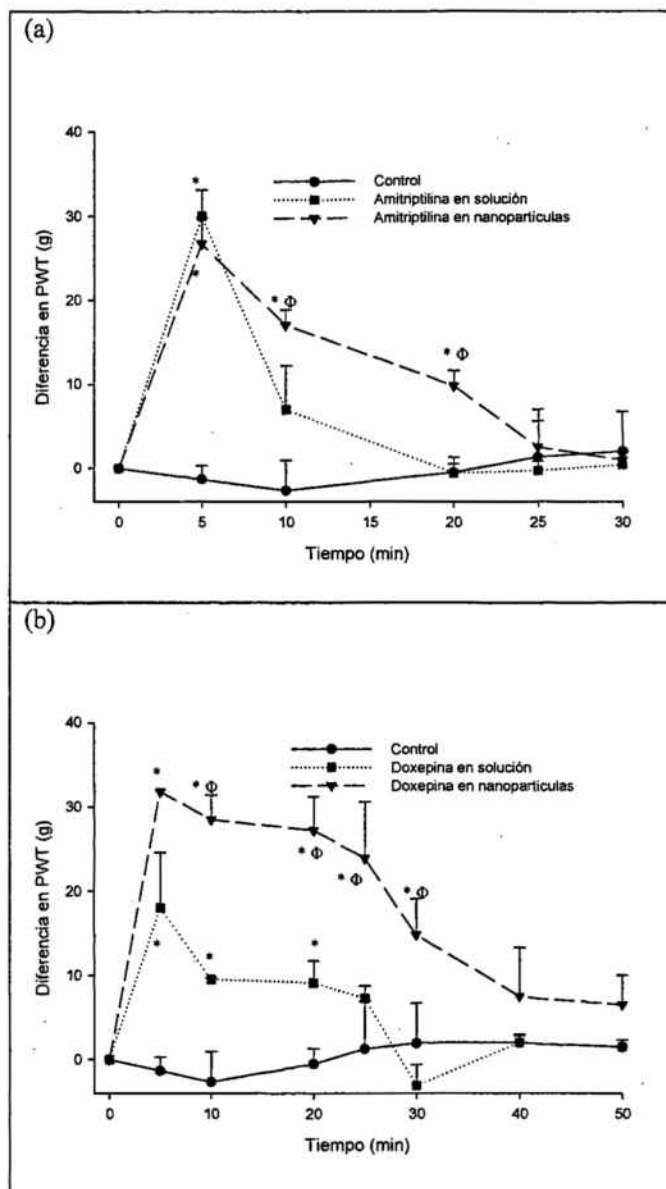 (a)
40
30
20
10
0
Diferencia en PWT (g)
Control
Amitriptilina en solución
Amitriptilina en nanopartículas
*
*
* Φ
* Φ
0 5 10 15 20 25 30
Tiempo (min)
(b)
40
30
20
10
0
Diferencia en PWT (g)
Control
Doxepina en solución
Doxepina en nanopartículas
*
* Φ
* Φ
* Φ
* Φ
*
*
*
0 10 20 30 40 50
Tiempo (min)